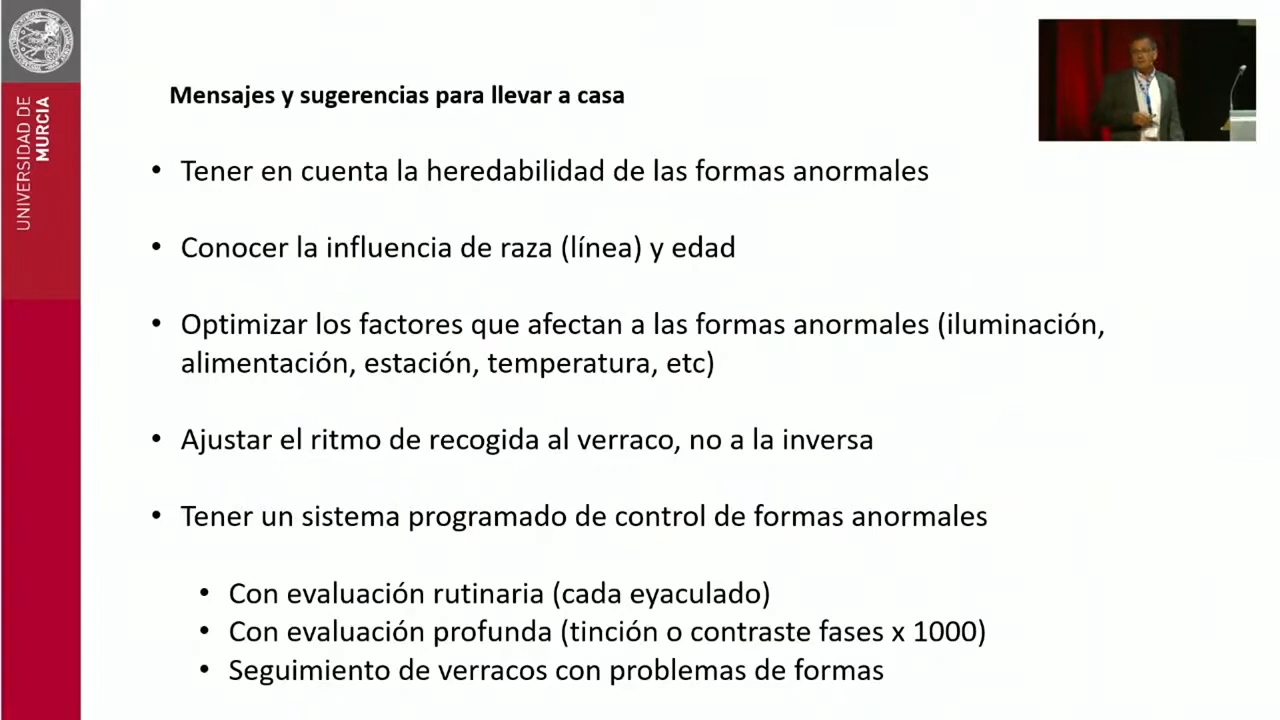 UNIVERSIDAD DE
MURCIA
Mensajes y sugerencias para llevar a casa
• Tener en cuenta la heredabilidad de las formas anormales
• Conocer la influencia de raza (línea) y edad
• Optimizar los factores que afectan a las formas anormales (iluminación,
alimentación, estación, temperatura, etc)
• Ajustar el ritmo de recogida al verraco, no a la inversa
• Tener un sistema programado de control de formas anormales
• Con evaluación rutinaria (cada eyaculado)
• Con evaluación profunda (tinción o contraste fases x 1000)
• Seguimiento de verracos con problemas de formas